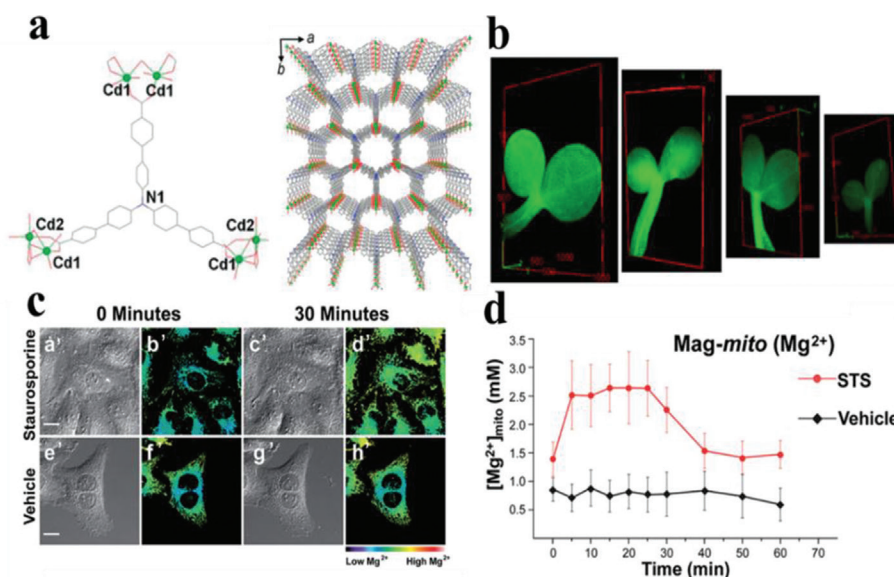 a
Cd1 Cd1
N1
Cd2
Cd1
Cd2
Cd1
a
b
b
c
0 Minutes 30 Minutes
Staurosporine
a' b' c' d'
Vehicle
e' f' g' h'
Low Mg2+ High Mg2+
d
Mag-mito (Mg2+)
STS
Vehicle
[Mg2+]mito (mM)
3.5
3.0
2.5
2.0
1.5
1.0
0.5
0 10 20 30 40 50 60 70
Time (min)